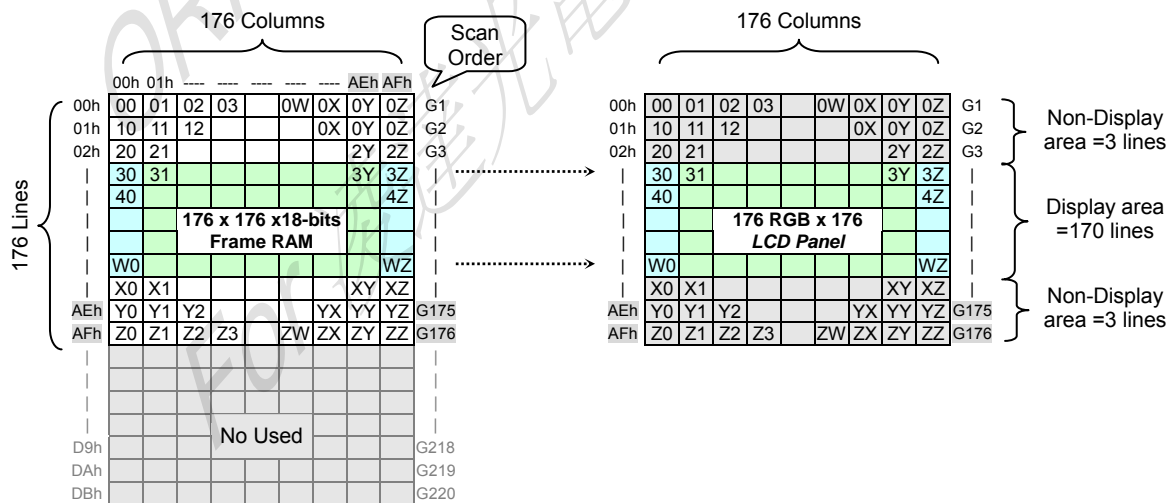 176 Columns 176 Columns
Scan
Order
00h 01h ---- ---- ---- ---- ---- AEh AFh
00h 00 01 02 03 0W 0X 0Y 0Z G1 00h 00 01 02 03 0W 0X 0Y 0Z G1
01h 10 11 12 0X 0Y 0Z G2 01h 10 11 12 0X 0Y 0Z G2
02h 20 21 2Y 2Z G3 02h 20 21 2Y 2Z G3
Non-Display
area =3 lines
30 31 3Y 3Z 30 31 3Y 3Z
40 4Z 40 4Z
176 Lines
176 x 176 x18-bits
Frame RAM
176 RGB x 176
LCD Panel
Display area
=170 lines
W0 WZ W0 WZ
X0 X1 XY XZ X0 X1 XY XZ
AEh Y0 Y1 Y2 YX YY YZ G175 AEh Y0 Y1 Y2 YX YY YZ G175
AFh Z0 Z1 Z2 Z3 ZW ZX ZY ZZ G176 AFh Z0 Z1 Z2 Z3 ZW ZX ZY ZZ G176
Non-Display
area =3 lines
No Used
D9h G218
DAh G219
DBh G220
For